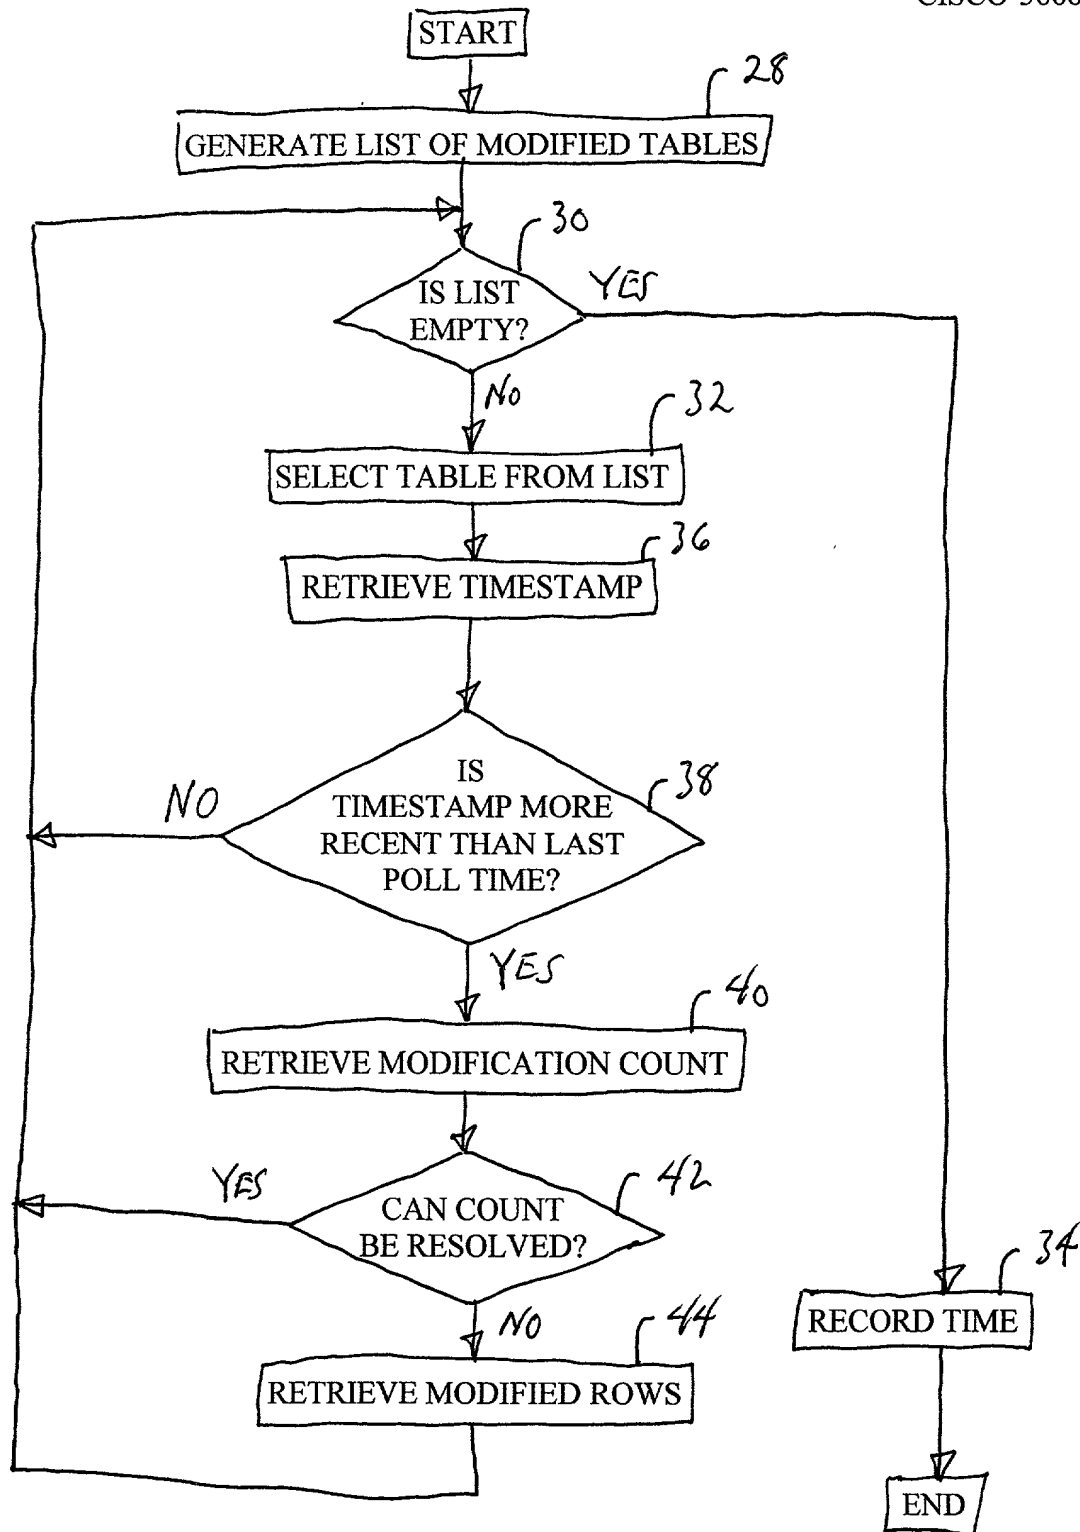 START
28
GENERATE LIST OF MODIFIED TABLES
30
IS LIST
EMPTY?
YES
NO
32
SELECT TABLE FROM LIST
36
RETRIEVE TIMESTAMP
38
IS
TIMESTAMP MORE
RECENT THAN LAST
POLL TIME?
NO
YES
40
RETRIEVE MODIFICATION COUNT
42
CAN COUNT
BE RESOLVED?
YES
NO
44
RETRIEVE MODIFIED ROWS
34
RECORD TIME
END